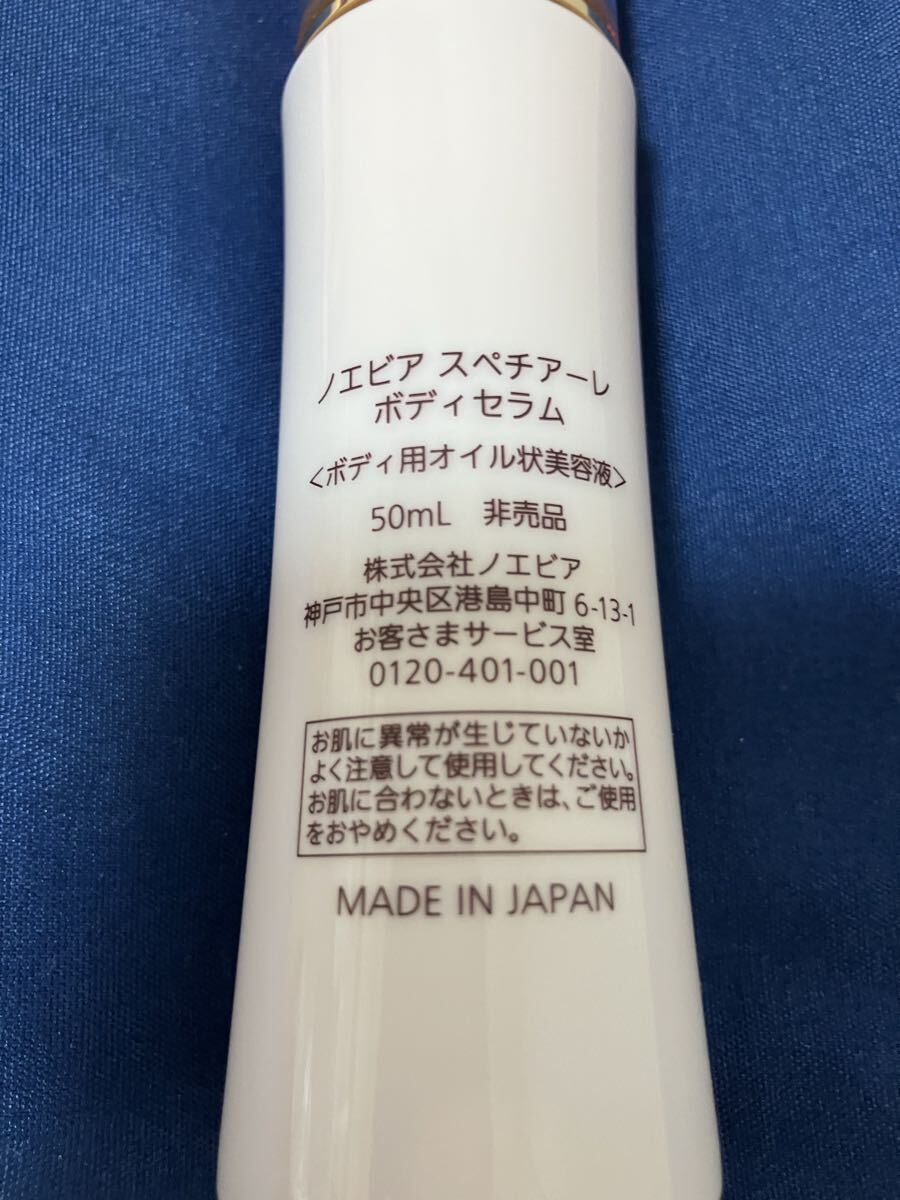 ノエビア スペチアーレ
ボディセラム
<ボディ用オイル状美容液>
50mL 非売品
株式会社ノエビア
神戸市中央区港島中町 6-13-1
お客さまサービス室
0120-401-001
お肌に異常が生じていないか
よく注意して使用してください。
お肌に合わないときは、ご使用
をおやめください。
MADE IN JAPAN